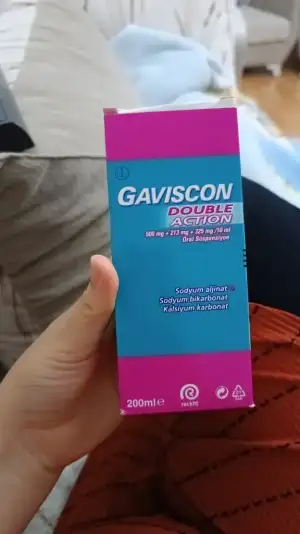 GAVISCON
DOUBLE
ACTION
500 mg + 213 mg + 325 mg /10 ml
Oral Süspansiyon
Sodyum aljinat
Sodyum bikarbonat
Kalsiyum karbonat
200ml e